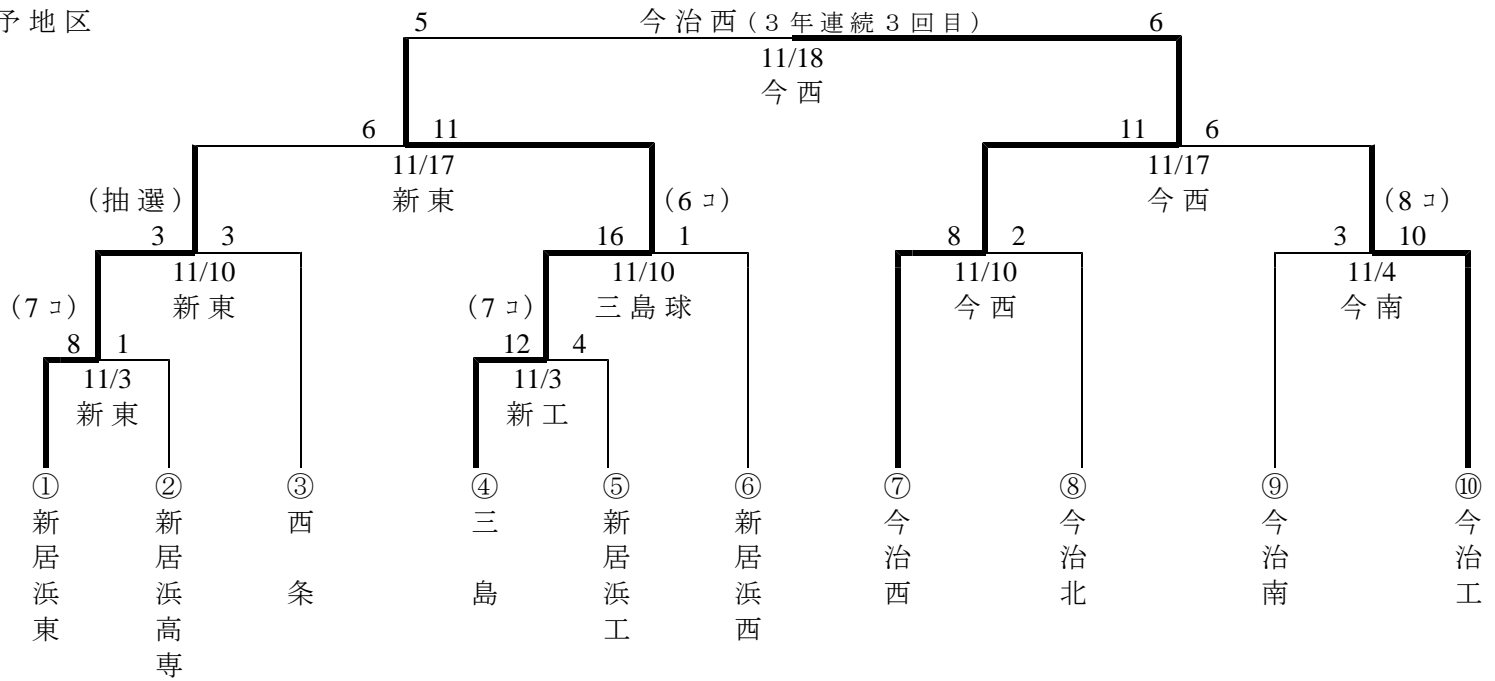 予地区
5 今治西(3年連続3回目) 6
11/18
今西
6 11
11/17
新東
11 6
11/17
今西
(抽選)
(6コ)
(8コ)
3 3
11/10
新東
16 1
11/10
三島球
8 2
11/10
今西
3 10
11/4
今南
(7コ)
(7コ)
8 1
11/3
新東
12 4
11/3
新工
①新居浜東
②新居浜高専
③西条
④三島
⑤新居浜工
⑥新居浜西
⑦今治西
⑧今治北
⑨今治南
⑩今治工